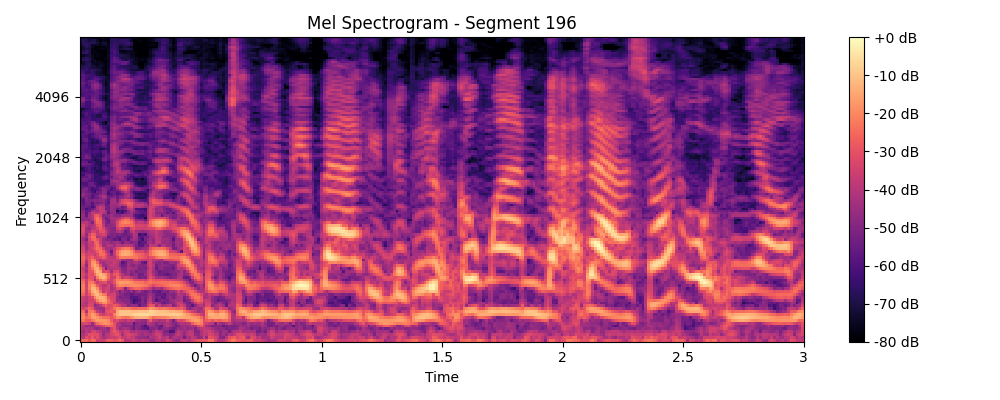 Mel Spectrogram - Segment 196
Frequency
4096
2048
1024
512
0
0
0.5
1
1.5
2
2.5
3
Time
+0 dB
-10 dB
-20 dB
-30 dB
-40 dB
-50 dB
-60 dB
-70 dB
-80 dB